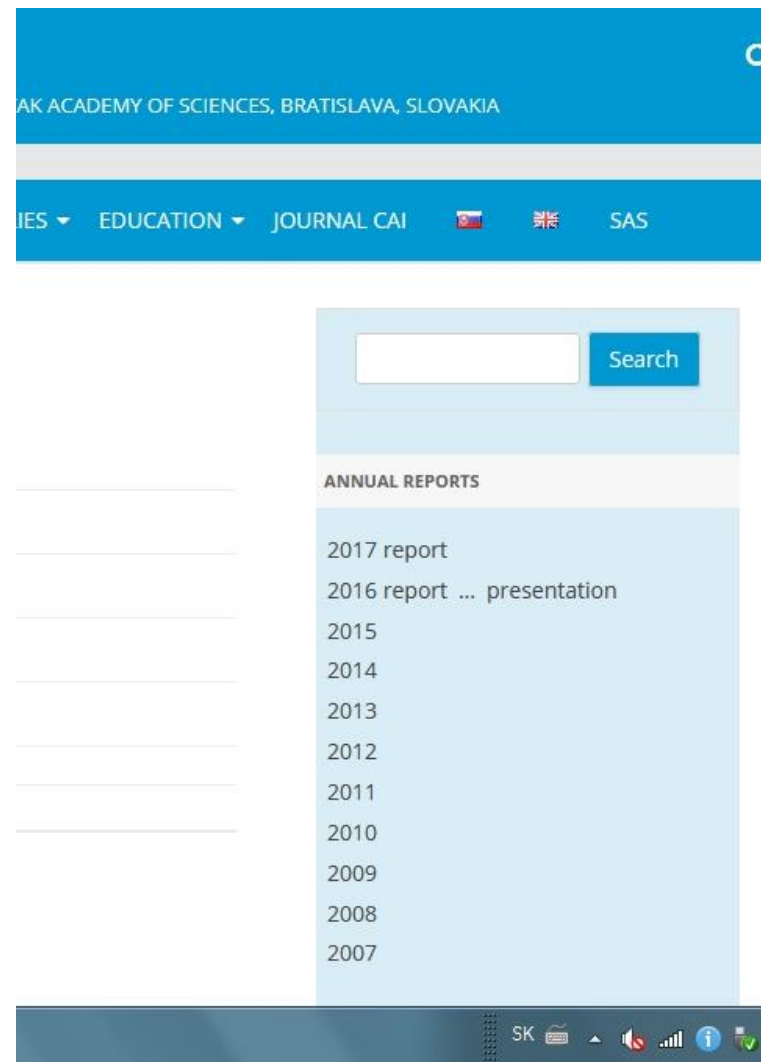 AK ACADEMY OF SCIENCES, BRATISLAVA, SLOVAKIA
IES EDUCATION JOURNAL CAI SAS
Search
ANNUAL REPORTS
2017 report
2016 report ... presentation
2015
2014
2013
2012
2011
2010
2009
2008
2007
SK